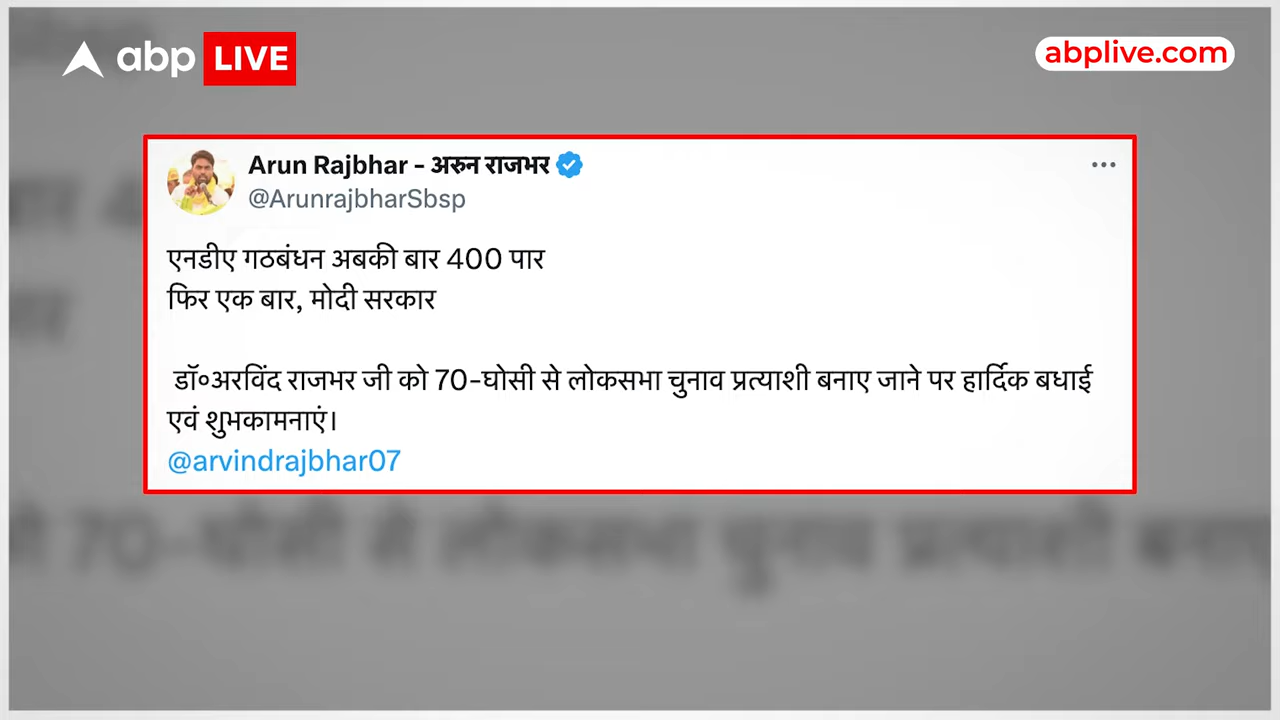 abp LIVE
abplive.com
Arun Rajbhar - अरुन राजभर
@ArunrajbharSbsp
एनडीए गठबंधन अबकी बार 400 पार
फिर एक बार, मोदी सरकार
डॉ०अरविंद राजभर जी को 70-घोसी से लोकसभा चुनाव प्रत्याशी बनाए जाने पर हार्दिक बधाई
एवं शुभकामनाएं।
@arvindrajbhar07